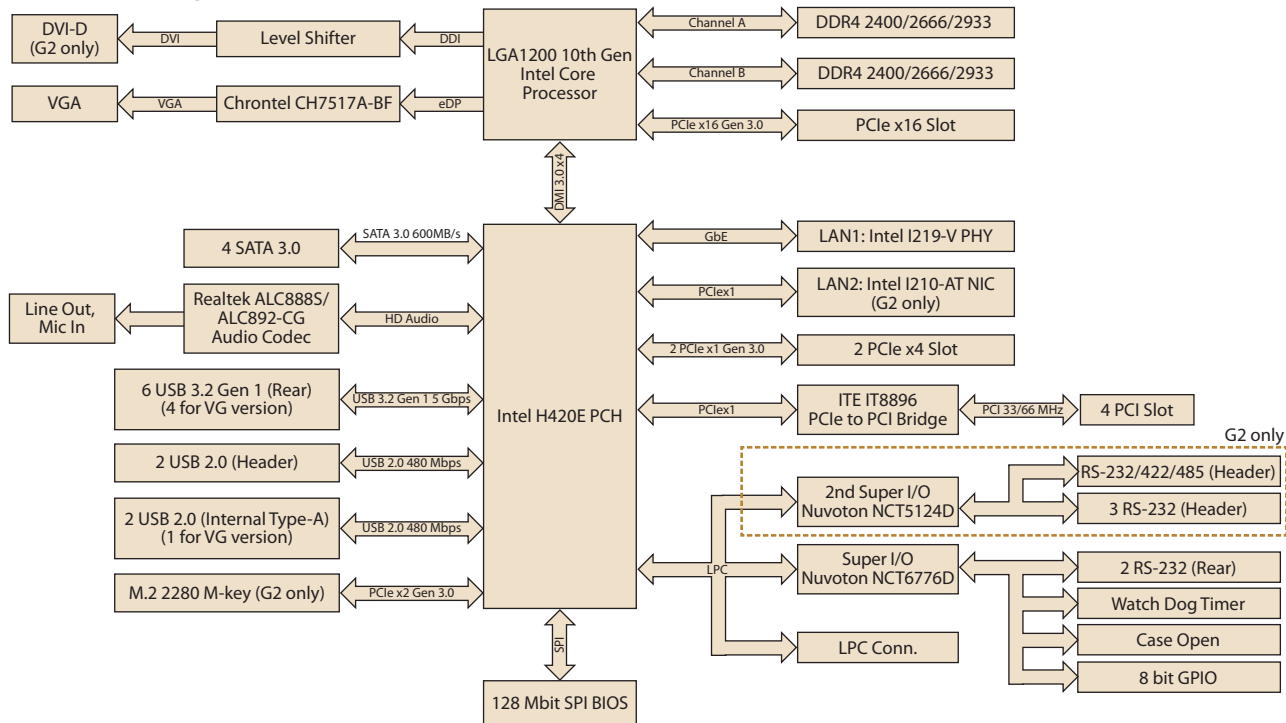 DVI-D
(G2 only)
DVI
Level Shifter
DDI
LGA1200 10th Gen
Intel Core
Processor
Channel A
DDR4 2400/2666/2933
Channel B
DDR4 2400/2666/2933
VGA
VGA
Chrontel CH7517A-BF
eDP
PCIe x16 Gen 3.0
PCIe x16 Slot
DMI 3.0 x4
4 SATA 3.0
SATA 3.0 600MB/s
Line Out,
Mic In
Realtek ALC888S/
ALC892-CG
Audio Codec
HD Audio
6 USB 3.2 Gen 1 (Rear)
(4 for VG version)
USB 3.2 Gen 1 5 Gbps
2 USB 2.0 (Header)
USB 2.0 480 Mbps
2 USB 2.0 (Internal Type-A)
(1 for VG version)
USB 2.0 480 Mbps
M.2 2280 M-key (G2 only)
PCIe x2 Gen 3.0
Intel H420E PCH
SPI
128 Mbit SPI BIOS
GbE
LAN1: Intel I219-V PHY
PCIex1
LAN2: Intel I210-AT NIC
(G2 only)
2 PCIe x1 Gen 3.0
2 PCIe x4 Slot
PCIex1
ITE IT8896
PCIe to PCI Bridge
PCI 33/66 MHz
4 PCI Slot
G2 only
2nd Super I/O
Nuvoton NCT5124D
RS-232/422/485 (Header)
3 RS-232 (Header)
LPC
Super I/O
Nuvoton NCT6776D
2 RS-232 (Rear)
Watch Dog Timer
Case Open
8 bit GPIO
LPC Conn.